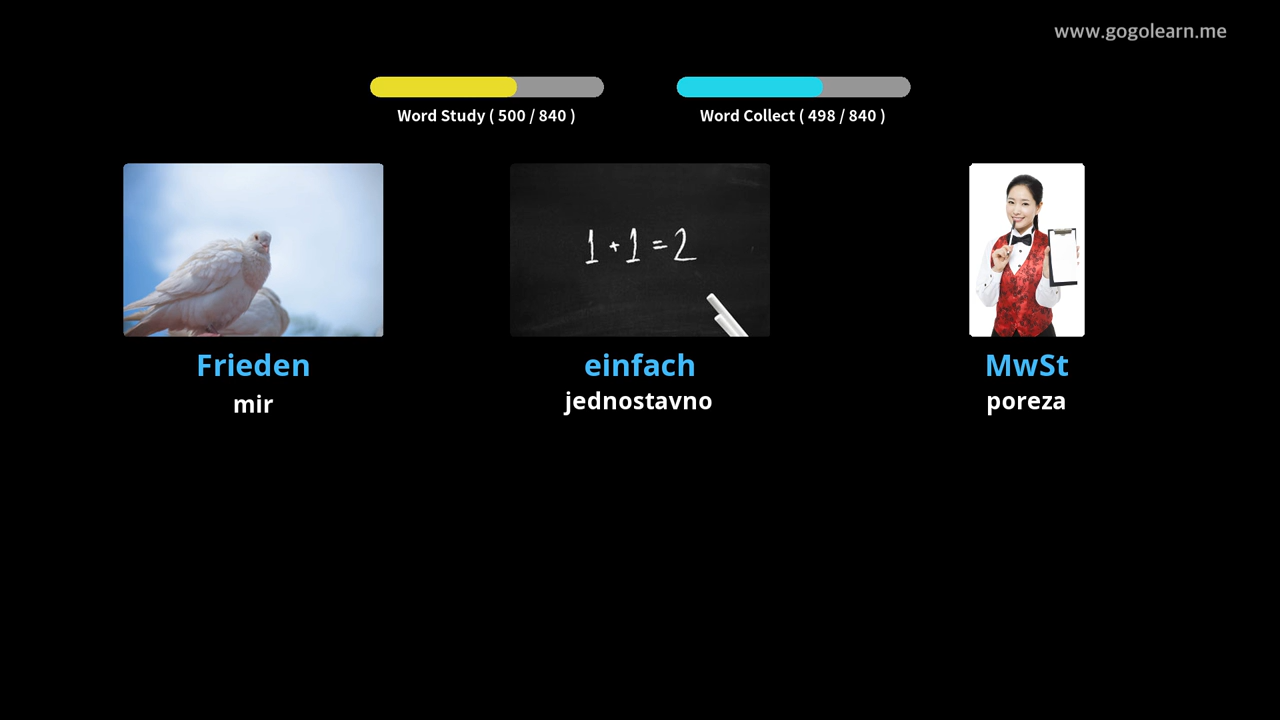 www.gogolearn.me
Word Study ( 500 / 840 )
Word Collect ( 498 / 840 )
1 + 1 = 2
Frieden
mir
einfach
jednostavno
MwSt
poreza